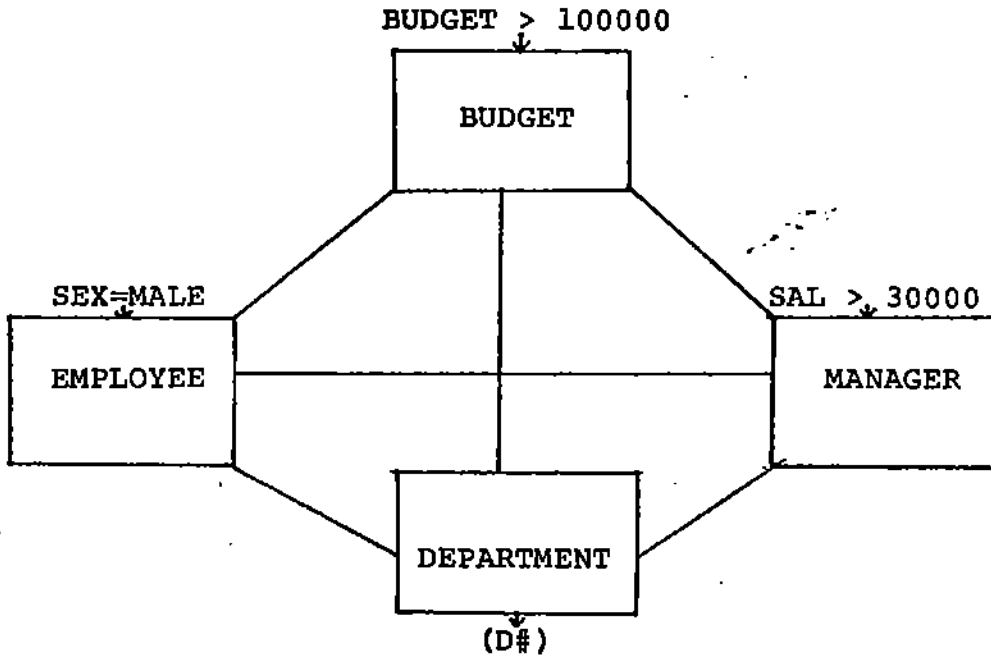 BUDGET > 100000
BUDGET
SEX=MALE
SAL > 30000
EMPLOYEE
MANAGER
DEPARTMENT
(D#)